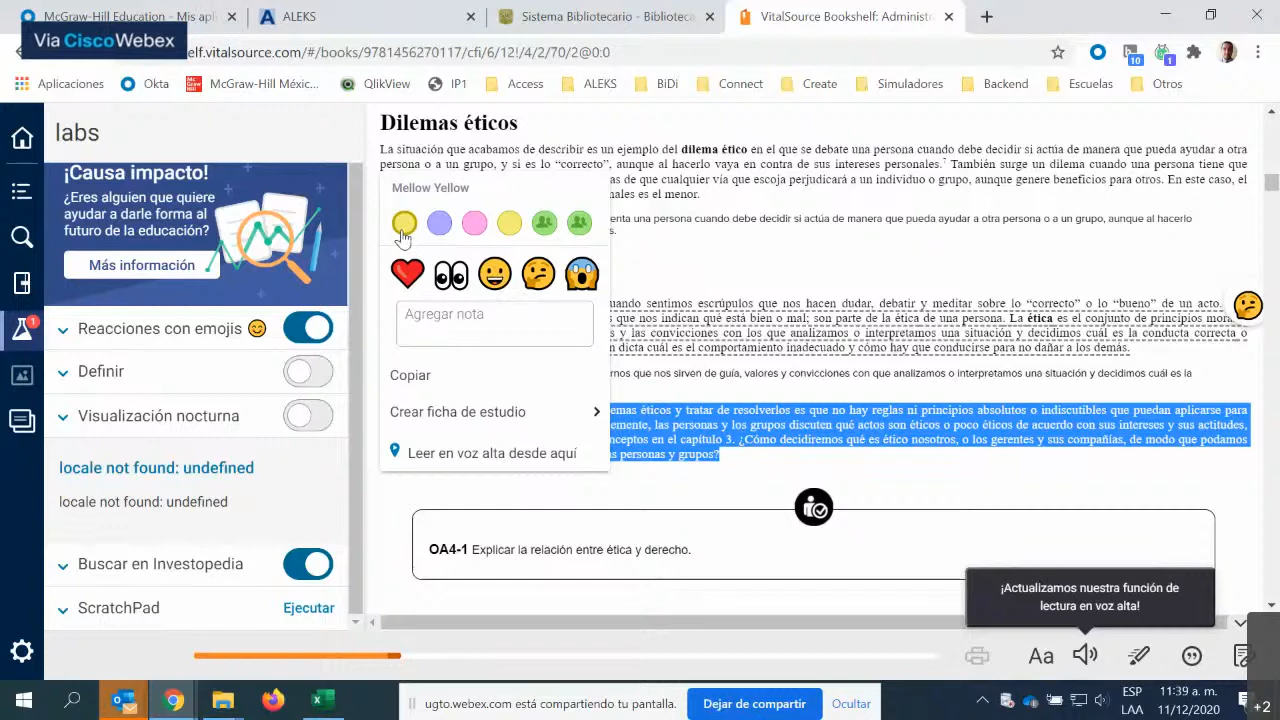 McGraw-Hill Education - Mis apl
ALEKS
Sistema Bibliotecario - Biblioteca
VitalSource Bookshelf: Administr
Via CiscoWebex
elf.vitalsource.com/#/books/9781456270117/cfi/6/12!/4/2/70/2@0:0
10
1
Aplicaciones
Okta
McGraw-Hill Méxic...
QlikView
IP1
Access
ALEKS
BiDi
Connect
Create
Simuladores
Backend
Escuelas
Otros
labs
¡Causa impacto!
¿Eres alguien que quiere
ayudar a darle forma al
futuro de la educación?
Más información
1
Reacciones con emojis
Definir
Visualización nocturna
locale not found: undefined
locale not found: undefined
Buscar en Investopedia
ScratchPad
Ejecutar
Dilemas éticos
La situación que acabamos de describir es un ejemplo del dilema ético en el que se debate una persona cuando debe decidir si actúa de manera que pueda ayudar a otra
persona o a un grupo, y si es lo “correcto”, aunque al hacerlo vaya en contra de sus intereses personales.7 También surge un dilema cuando una persona tiene que
as de que cualquier vía que escoja perjudicará a un individuo o grupo, aunque genere beneficios para otros. En este caso, el
nales es el menor.
enta una persona cuando debe decidir si actúa de manera que pueda ayudar a otra persona o a un grupo, aunque al hacerlo
s.
uando sentimos escrúpulos que nos hacen dudar, debatir y meditar sobre lo “correcto” o lo “bueno” de un acto.
s que nos indican qué está bien o mal; son parte de la ética de una persona. La ética es el conjunto de principios mor
s y las convicciones con los que analizamos o interpretamos una situación y decidimos cuál es la conducta correcta o
n dicta cuál es el comportamiento inadecuado y cómo hay que conducirse para no dañar a los demás.
rnos que nos sirven de guía, valores y convicciones con que analizamos o interpretamos una situación y decidimos cuál es la
emas éticos y tratar de resolverlos es que no hay reglas ni principios absolutos o indiscutibles que puedan aplicarse para
emente, las personas y los grupos discuten qué actos son éticos o poco éticos de acuerdo con sus intereses y sus actitudes,
nceptos en el capítulo 3. ¿Cómo decidiremos qué es ético nosotros, o los gerentes y sus compañías, de modo que podamos
as personas y grupos?
Mellow Yellow
Agregar nota
Copiar
Crear ficha de estudio
Leer en voz alta desde aquí
OA4-1 Explicar la relación entre ética y derecho.
¡Actualizamos nuestra función de
lectura en voz alta!
Aa
ugto.webex.com está compartiendo tu pantalla.
Dejar de compartir
Ocultar
ESP
LAA
11:39 a. m.
11/12/2020
+2